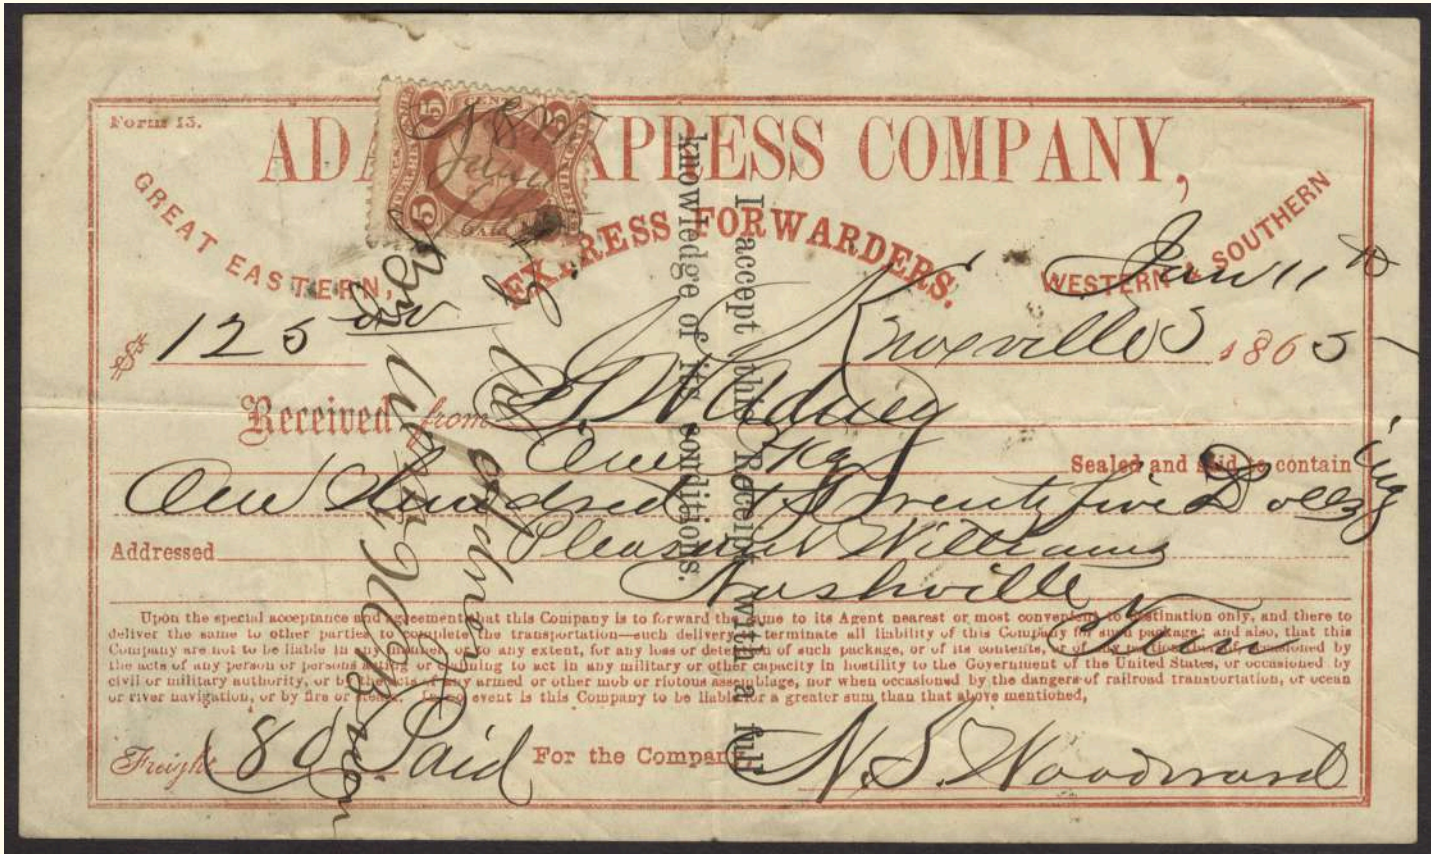 Form 13.
ADA EXPRESS COMPANY,
GREAT EASTERN,
EXPRESS FORWARDERS.
WESTERN & SOUTHERN
Jan 11th
$ 125 00
Knoxville 1865
Received from G. W. Adney
One Pkg Sealed and said to contain ing
One Hundred & Twenty five Dollars
Addressed Pleasant Williams
Nashville
Tenn
Upon the special acceptance and agreement that this Company is to forward the same to its Agent nearest or most convenient to destination only, and there to
deliver the same to other parties to complete the transportation—such delivery to terminate all liability of this Company for such package; and also, that this
Company are not to be liable in any manner, or to any extent, for any loss or detention of such package, or of its contents, or of any portion thereof occasioned by
the acts of any person or persons acting or claiming to act in any military or other capacity in hostility to the Government of the United States, or occasioned by
civil or military authority, or by the acts of any armed or other mob or riotous assemblage, nor when occasioned by the dangers of railroad transportation, or ocean
or river navigation, or by fire or steam. In no event is this Company to be liable for a greater sum than that above mentioned,
Freight 80 Paid For the Company, N. S. Woodward
I accept this Receipt with a full
knowledge of its conditions.
5 5
N S W
Jan 11